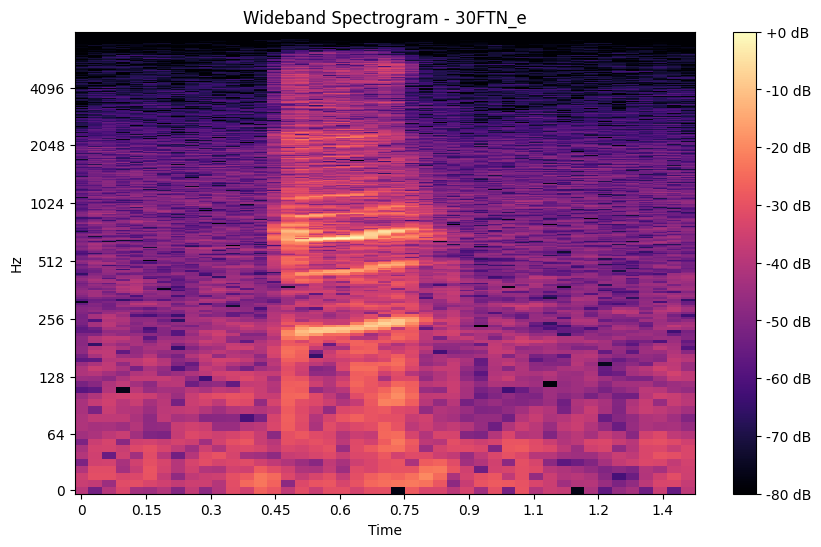 Wideband Spectrogram - 30FTN_e
Hz
4096
2048
1024
512
256
128
64
0
0 0.15 0.3 0.45 0.6 0.75 0.9 1.1 1.2 1.4
Time
+0 dB
-10 dB
-20 dB
-30 dB
-40 dB
-50 dB
-60 dB
-70 dB
-80 dB